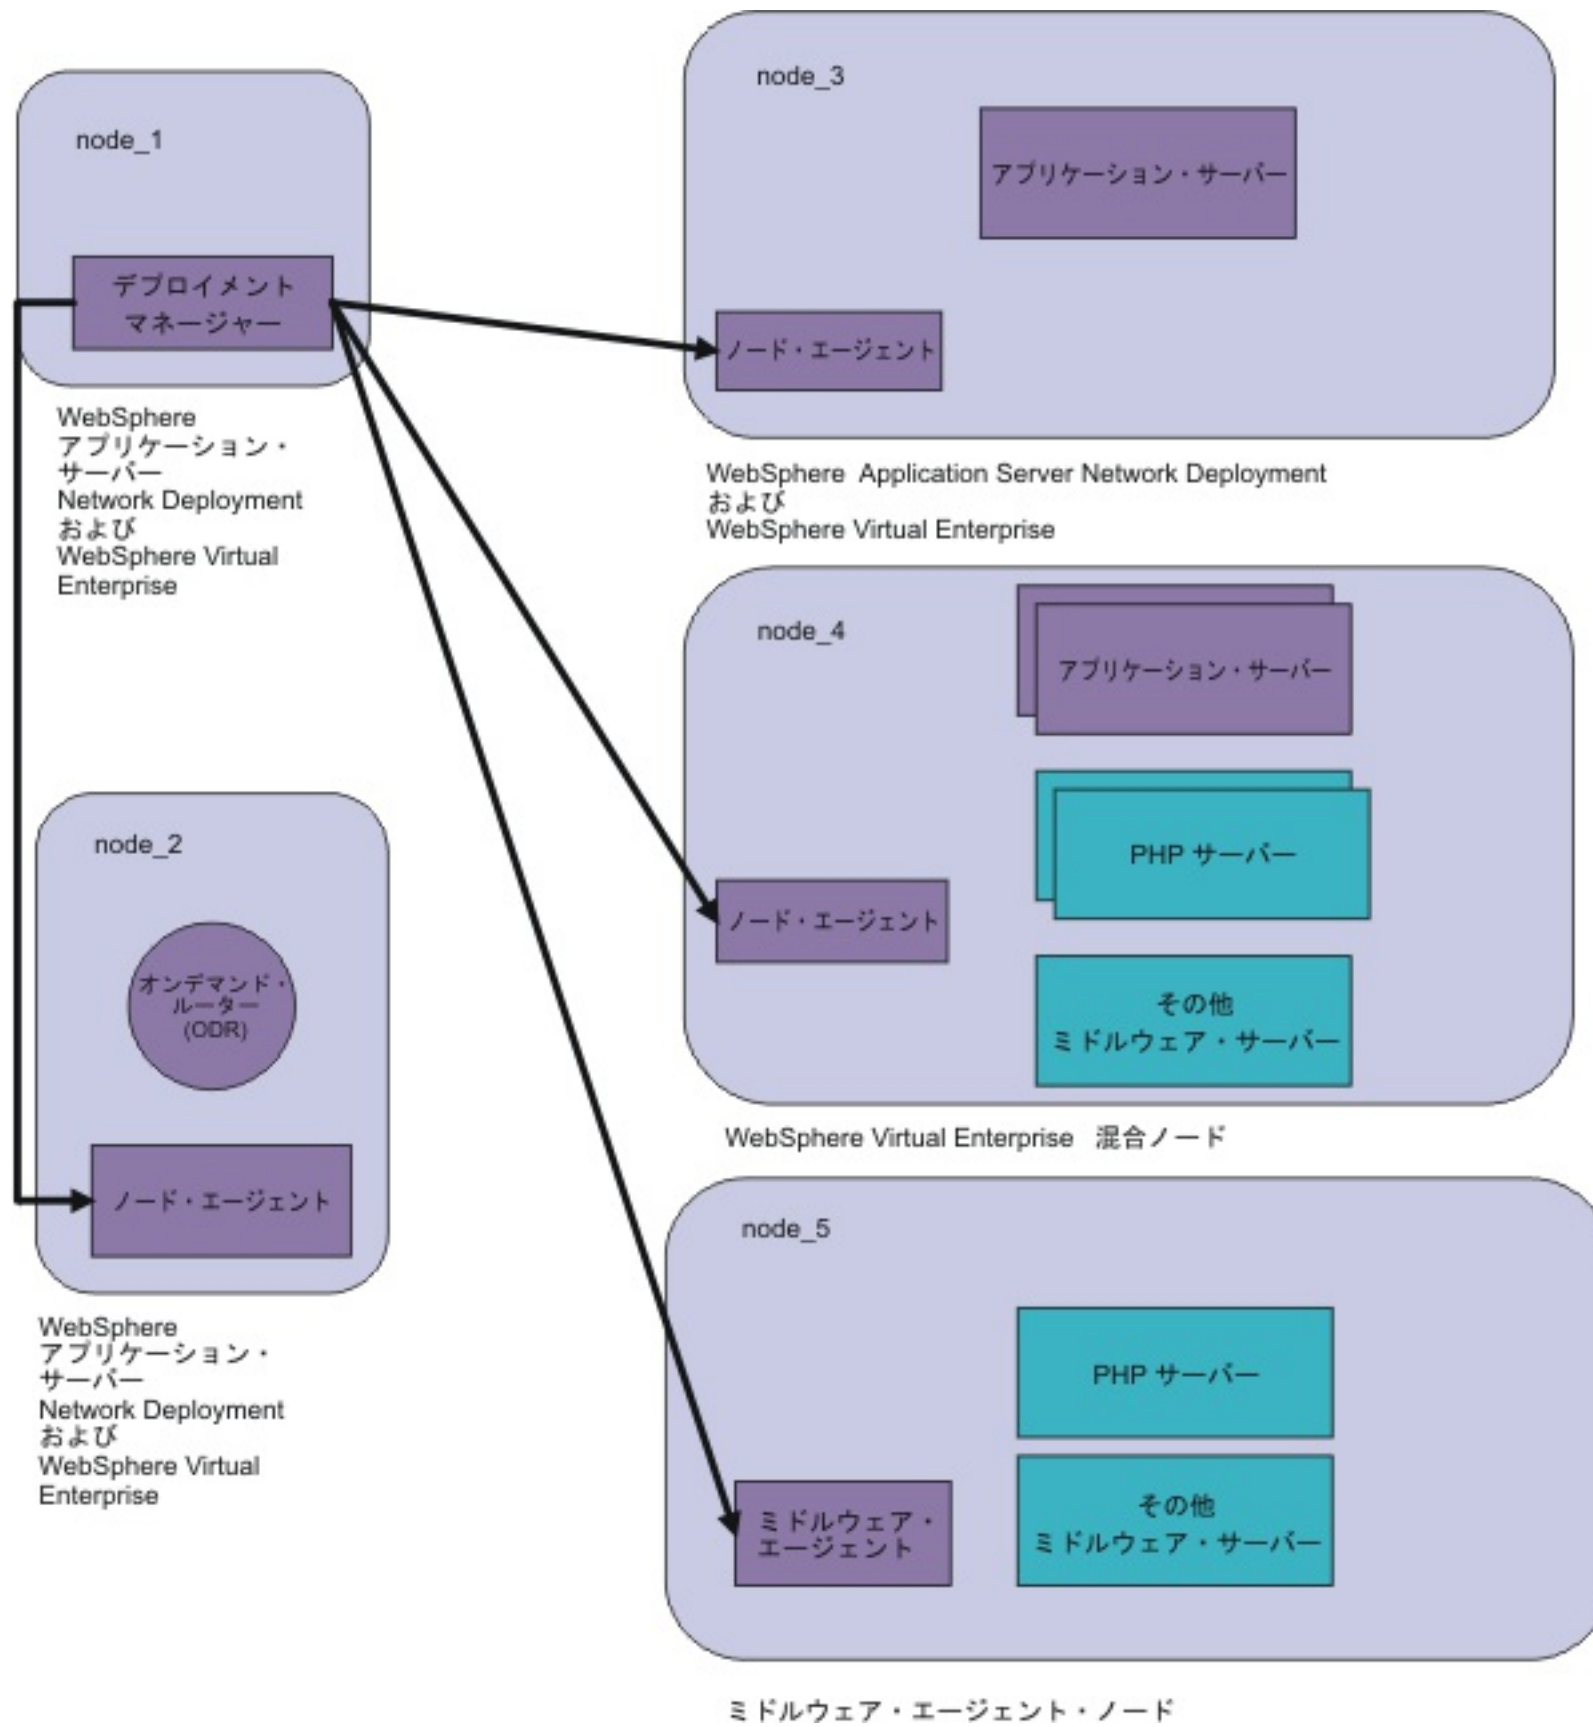 node_1
デプロイメント
マネージャー
WebSphere
アプリケーション・
サーバー
Network Deployment
および
WebSphere Virtual
Enterprise
node_2
オンデマンド・
ルーター
(ODR)
ノード・エージェント
WebSphere
アプリケーション・
サーバー
Network Deployment
および
WebSphere Virtual
Enterprise
node_3
アプリケーション・サーバー
ノード・エージェント
WebSphere Application Server Network Deployment
および
WebSphere Virtual Enterprise
node_4
アプリケーション・サーバー
PHP サーバー
ノード・エージェント
その他
ミドルウェア・サーバー
WebSphere Virtual Enterprise 混合ノード
node_5
PHP サーバー
その他
ミドルウェア・サーバー
ミドルウェア・
エージェント
ミドルウェア・エージェント・ノード